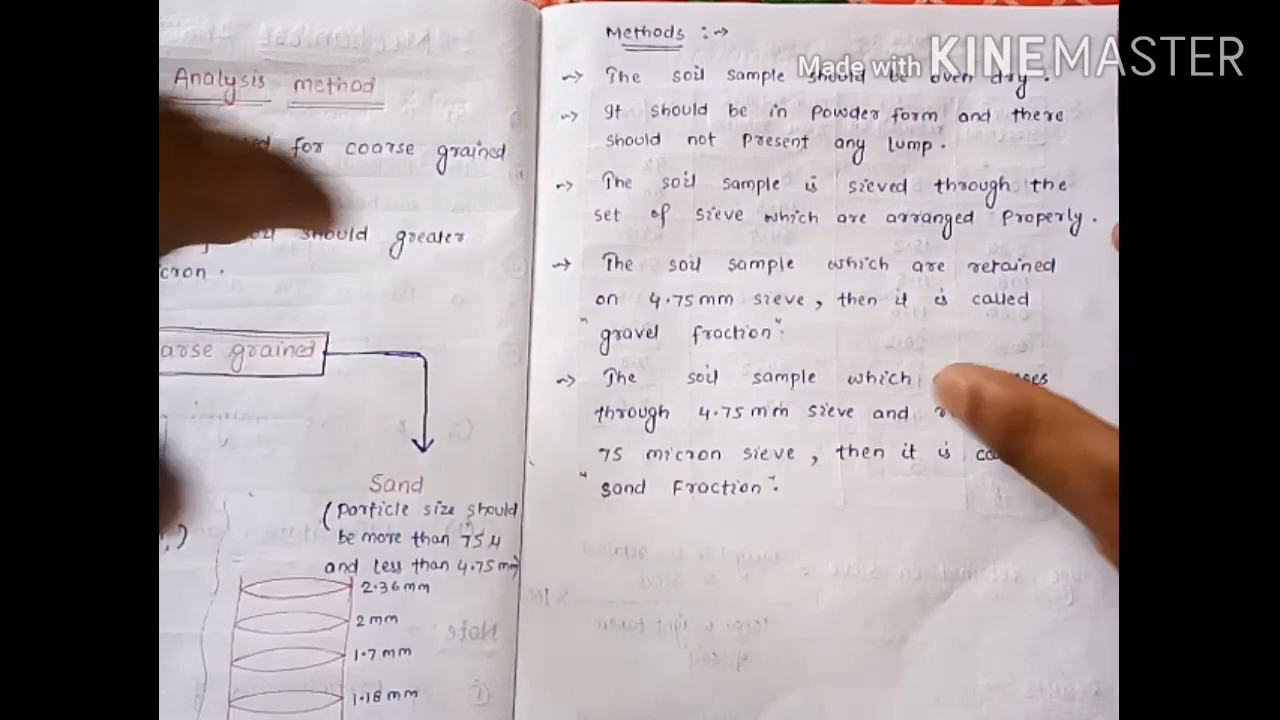 Analysis method
for coarse grained
should greater
cron.
arse grained
Sand
(Particle size should
be more than 75 μ
and less than 4.75 mm)
2.36 mm
2 mm
1.7 mm
1.18 mm
Methods :→
Made with KINEMASTER
→ The soil sample should be oven dry.
→ It should be in Powder form and there
should not Present any lump.
→ The soil sample is sieved through the
set of sieve which are arranged Properly.
→ The soil sample which are retained
on 4.75mm sieve, then it is called
"gravel fraction".
→ The soil sample which
through 4.75 mm sieve and
75 micron sieve, then it is
"Sand Fraction".